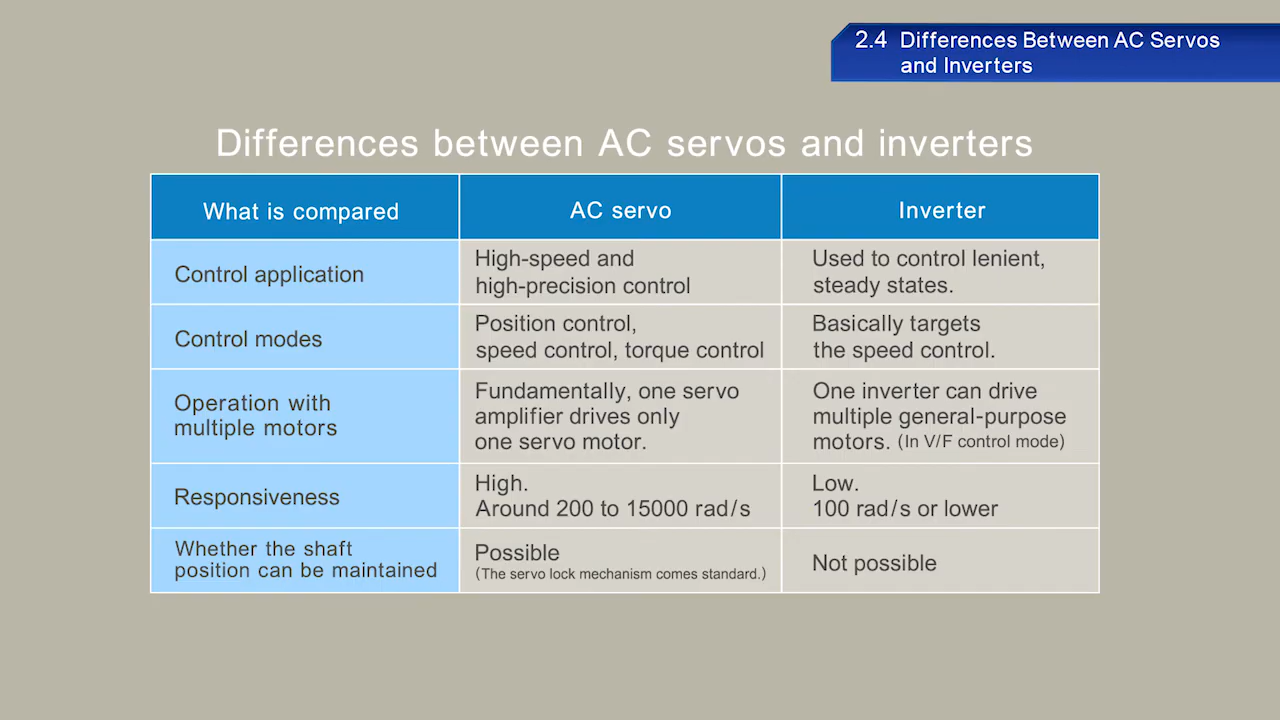 2.4 Differences Between AC Servos
and Inverters
Differences between AC servos and inverters
What is compared
AC servo
Inverter
Control application
High-speed and
high-precision control
Used to control lenient,
steady states.
Control modes
Position control,
speed control, torque control
Basically targets
the speed control.
Operation with
multiple motors
Fundamentally, one servo
amplifier drives only
one servo motor.
One inverter can drive
multiple general-purpose
motors. (In V/F control mode)
Responsiveness
High.
Around 200 to 15000 rad/s
Low.
100 rad/s or lower
Whether the shaft
position can be maintained
Possible
(The servo lock mechanism comes standard.)
Not possible